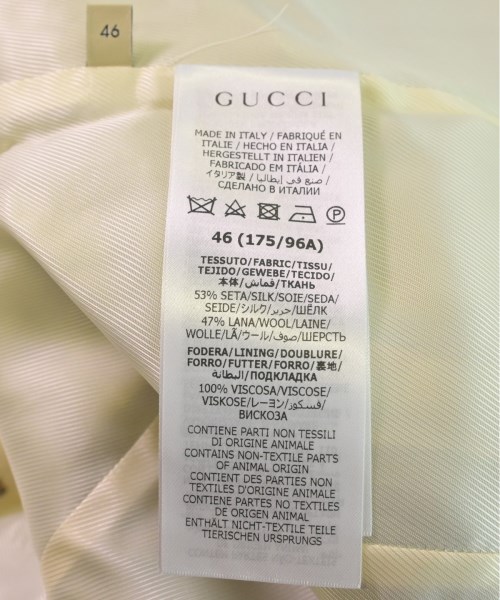 46
GUCCI
MADE IN ITALY / FABRIQUÉ EN
ITALIE / HECHO EN ITALIA /
HERGESTELLT IN ITALIEN /
FABRICADO EM ITÁLIA /
イタリア製 / صنع في إيطاليا /
СДЕЛАНО В ИТАЛИИ
P
46 (175/96A)
TESSUTO/FABRIC/TISSU/
TEJIDO/GEWEBE/TECIDO/
本体/قماش/ТКАНЬ
53% SETA/SILK/SOIE/SEDA/
SEIDE/シルク/حرير/ШЁЛК
47% LANA/WOOL/LAINE/
WOLLE/LÃ/ウール/صوف/ШЕРСТЬ
FODERA/LINING/DOUBLURE/
FORRO/FUTTER/FORRO/裏地/
البطانة/ПОДКЛАДКА
100% VISCOSA/VISCOSE/
VISKOSE/レーヨン/فسكوز/
ВИСКОЗА
CONTIENE PARTI NON TESSILI
DI ORIGINE ANIMALE
CONTAINS NON-TEXTILE PARTS
OF ANIMAL ORIGIN
CONTIENT DES PARTIES NON
TEXTILES D'ORIGINE ANIMALE
CONTIENE PARTES NO TEXTILES
DE ORIGEN ANIMAL
ENTHÄLT NICHT-TEXTILE TEILE
TIERISCHEN URSPRUNGS